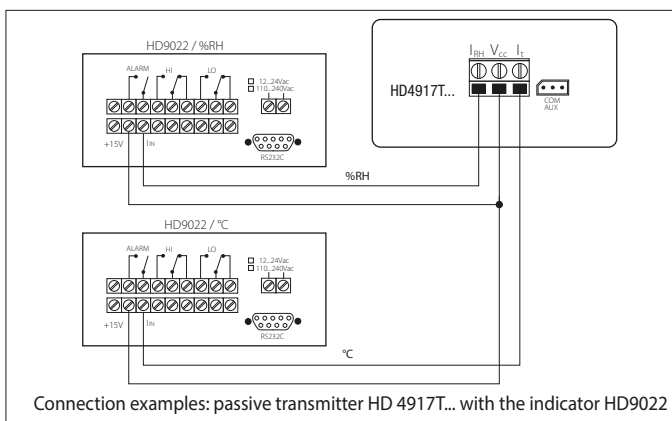 HD9022 / %RH
ALARM HI LO
12...24Vac
110...240Vac
+15V IIN
RS232C
%RH
IRH Vcc It
HD4917T...
COM
AUX
HD9022 / °C
ALARM HI LO
12...24Vac
110...240Vac
+15V IIN
RS232C
°C
Connection examples: passive transmitter HD 4917T... with the indicator HD9022